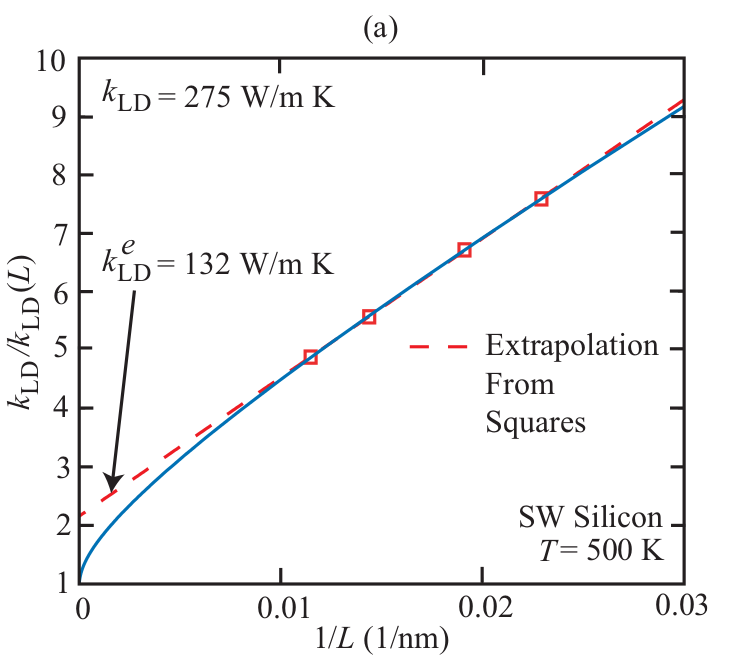 (a)
10
9
8
7
6
5
4
3
2
1
k_LD/k_LD(L)
k_LD = 275 W/m K
k^e_LD = 132 W/m K
Extrapolation
From
Squares
SW Silicon
T = 500 K
0 0.01 0.02 0.03
1/L (1/nm)